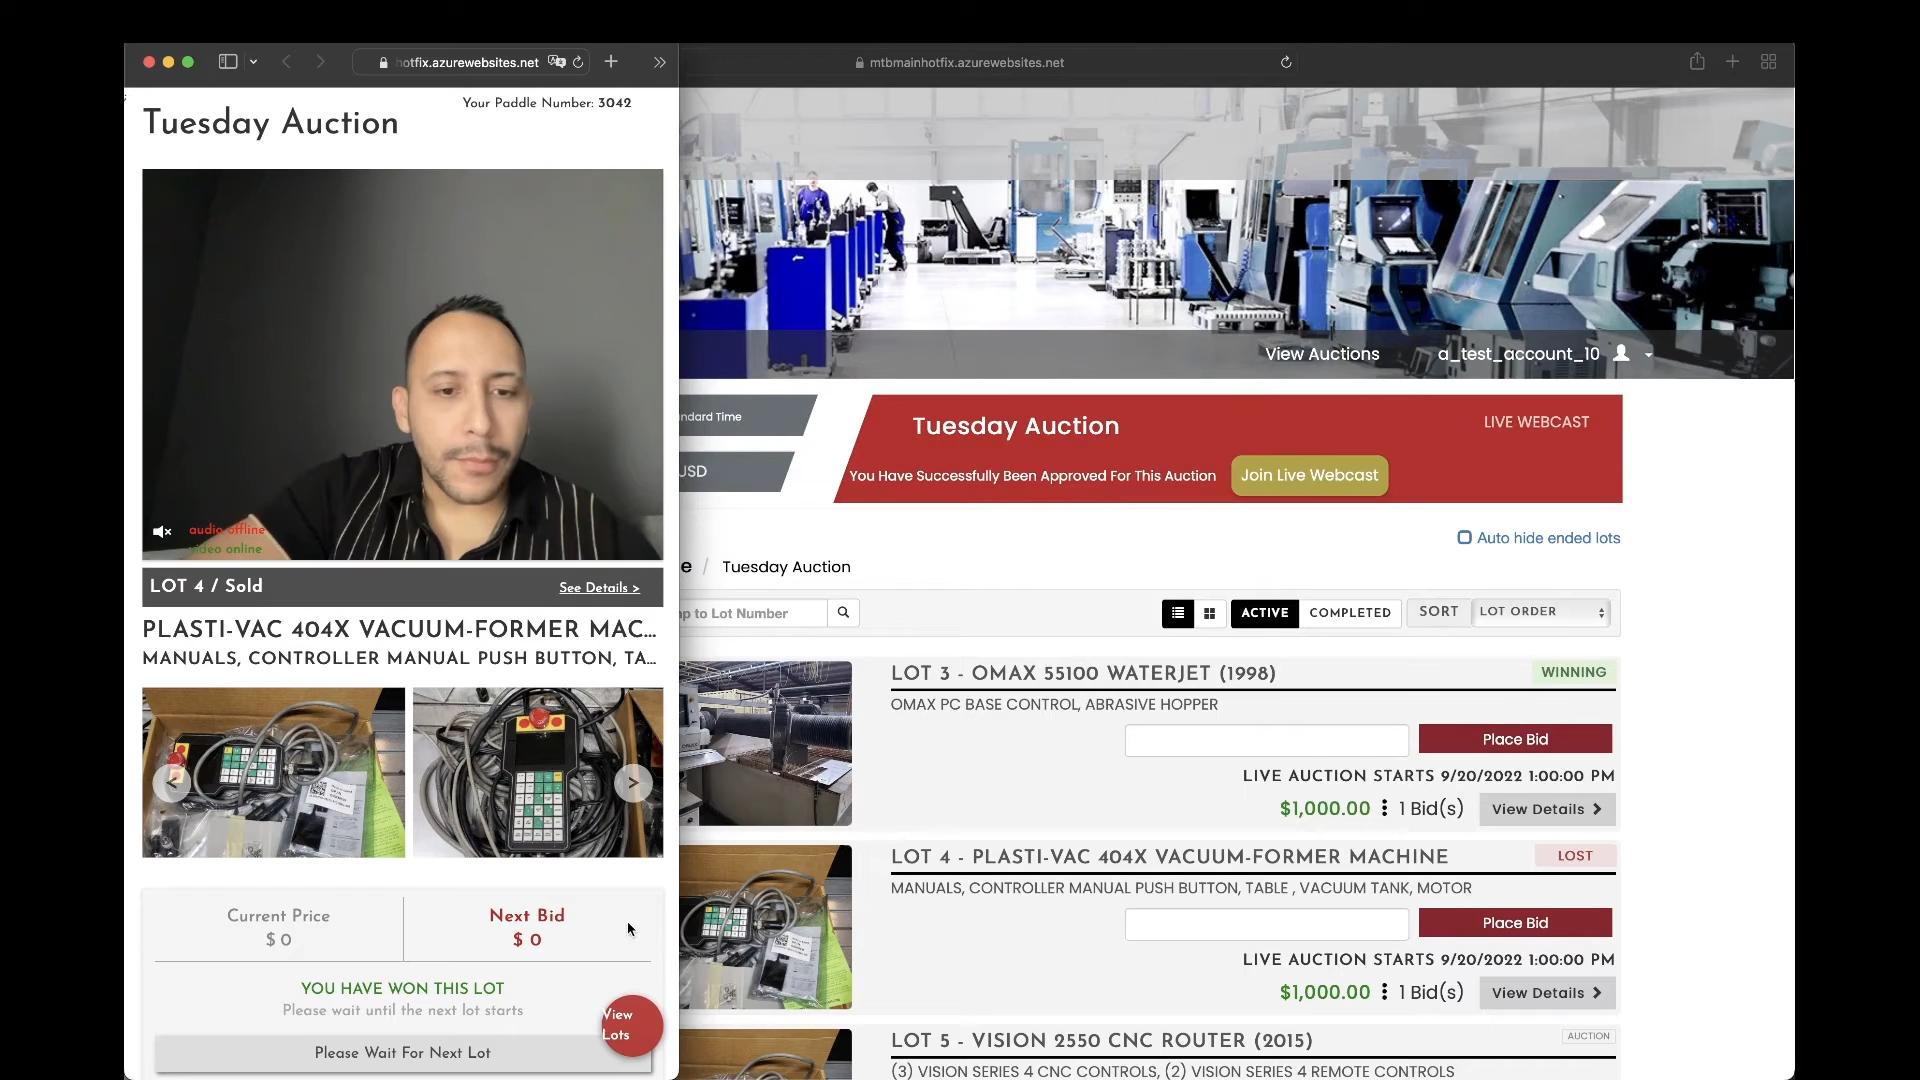 hotfix.azurewebsites.net
mtbmainhotfix.azurewebsites.net
Your Paddle Number: 3042
Tuesday Auction
audio offline
video online
LOT 4 / Sold
See Details >
PLASTI-VAC 404X VACUUM-FORMER MAC...
MANUALS, CONTROLLER MANUAL PUSH BUTTON, TA...
<
>
Current Price
$ 0
Next Bid
$ 0
YOU HAVE WON THIS LOT
Please wait until the next lot starts
View
Lots
Please Wait For Next Lot
View Auctions
a_test_account_10
ndard Time
USD
Tuesday Auction
LIVE WEBCAST
You Have Successfully Been Approved For This Auction
Join Live Webcast
Auto hide ended lots
e / Tuesday Auction
mp to Lot Number
ACTIVE
COMPLETED
SORT
LOT ORDER
LOT 3 - OMAX 55100 WATERJET (1998)
WINNING
OMAX PC BASE CONTROL, ABRASIVE HOPPER
Place Bid
LIVE AUCTION STARTS 9/20/2022 1:00:00 PM
$1,000.00
1 Bid(s)
View Details
LOT 4 - PLASTI-VAC 404X VACUUM-FORMER MACHINE
LOST
MANUALS, CONTROLLER MANUAL PUSH BUTTON, TABLE , VACUUM TANK, MOTOR
Place Bid
LIVE AUCTION STARTS 9/20/2022 1:00:00 PM
$1,000.00
1 Bid(s)
View Details
LOT 5 - VISION 2550 CNC ROUTER (2015)
AUCTION
(3) VISION SERIES 4 CNC CONTROLS, (2) VISION SERIES 4 REMOTE CONTROLS